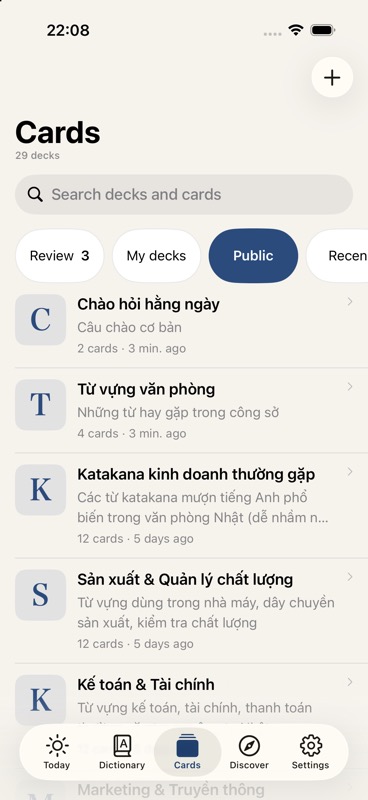 22:08
Cards
29 decks
Search decks and cards
Review 3
My decks
Public
Recen
C
Chào hỏi hằng ngày
Câu chào cơ bản
2 cards · 3 min. ago
T
Từ vựng văn phòng
Những từ hay gặp trong công sở
4 cards · 3 min. ago
K
Katakana kinh doanh thường gặp
Các từ katakana mượn tiếng Anh phổ
biến trong văn phòng Nhật (dễ nhầm n...
12 cards · 5 days ago
S
Sản xuất & Quản lý chất lượng
Từ vựng dùng trong nhà máy, dây chuyền
sản xuất, kiểm tra chất lượng
12 cards · 5 days ago
K
Kế toán & Tài chính
Từ vựng kế toán, tài chính, thanh toán
A
Today
Dictionary
Cards
Discover
Settings
M
Marketing & Truyền thông